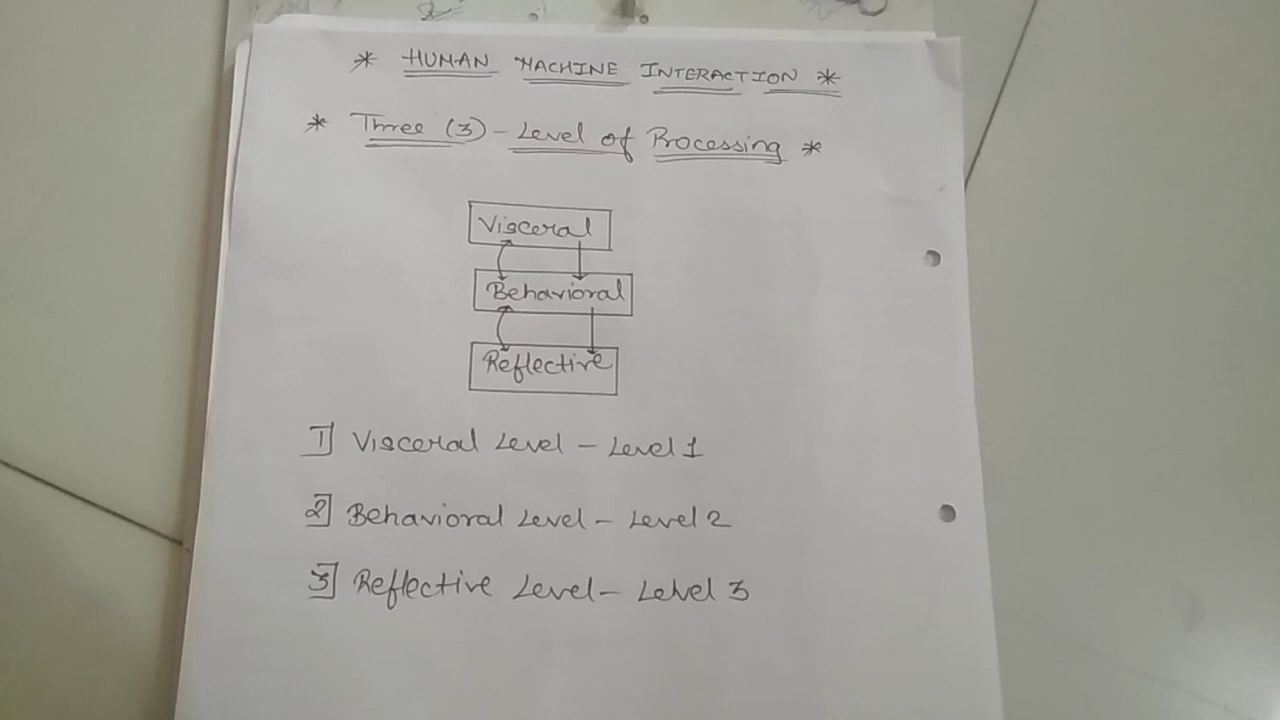 * HUMAN MACHINE INTERACTION *
* Three (3) - Level of Processing *
Visceral
Behavioral
Reflective
1] Visceral Level - Level 1
2] Behavioral Level - Level 2
3] Reflective Level - Level 3